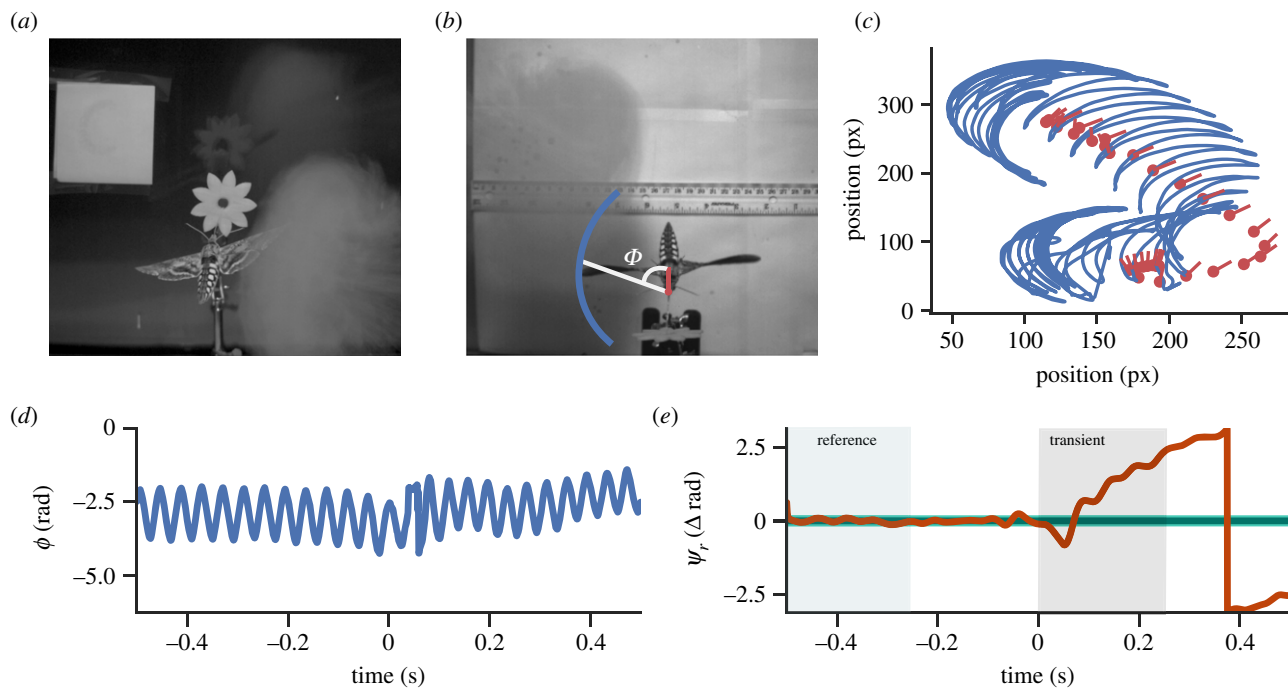 (a)
(b)
Φ
(c)
position (px)
300
200
100
0
50
100
150
200
250
position (px)
(d)
ϕ (rad)
0
−2.5
−5.0
−0.4
−0.2
0
0.2
0.4
time (s)
(e)
ψr (Δ rad)
2.5
0
−2.5
reference
transient
−0.4
−0.2
0
0.2
0.4
time (s)